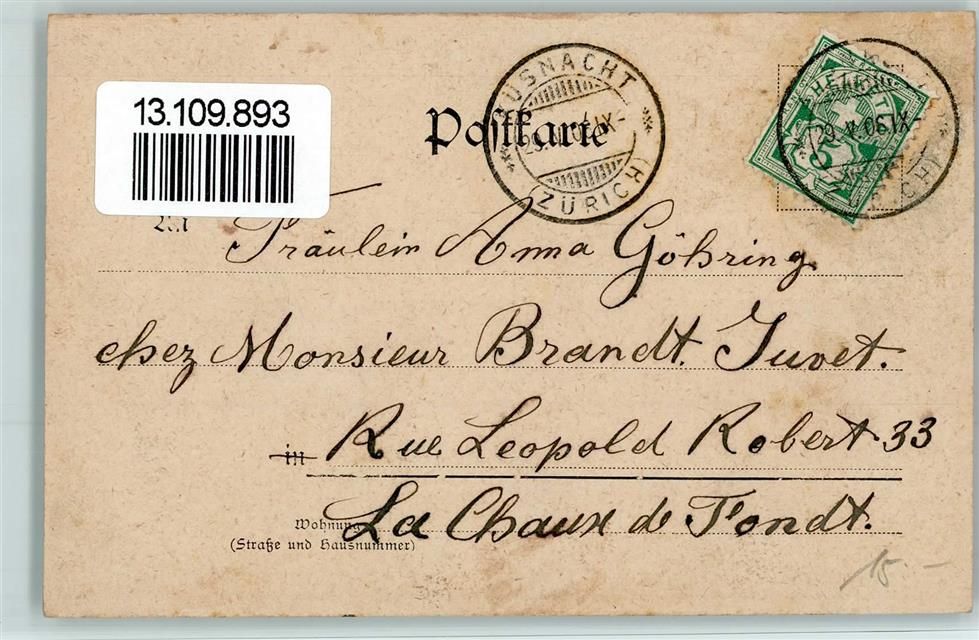 13.109.893
Postkarte
KÜSNACHT
(ZÜRICH)
HELVETIA
An
Fräulein Anna Göhring
chez Monsieur Brandt. Juvet.
in Rue Leopold Robert 33
La Chaux de Fondt.
Wohnung
(Straße und Hausnummer)
15.-